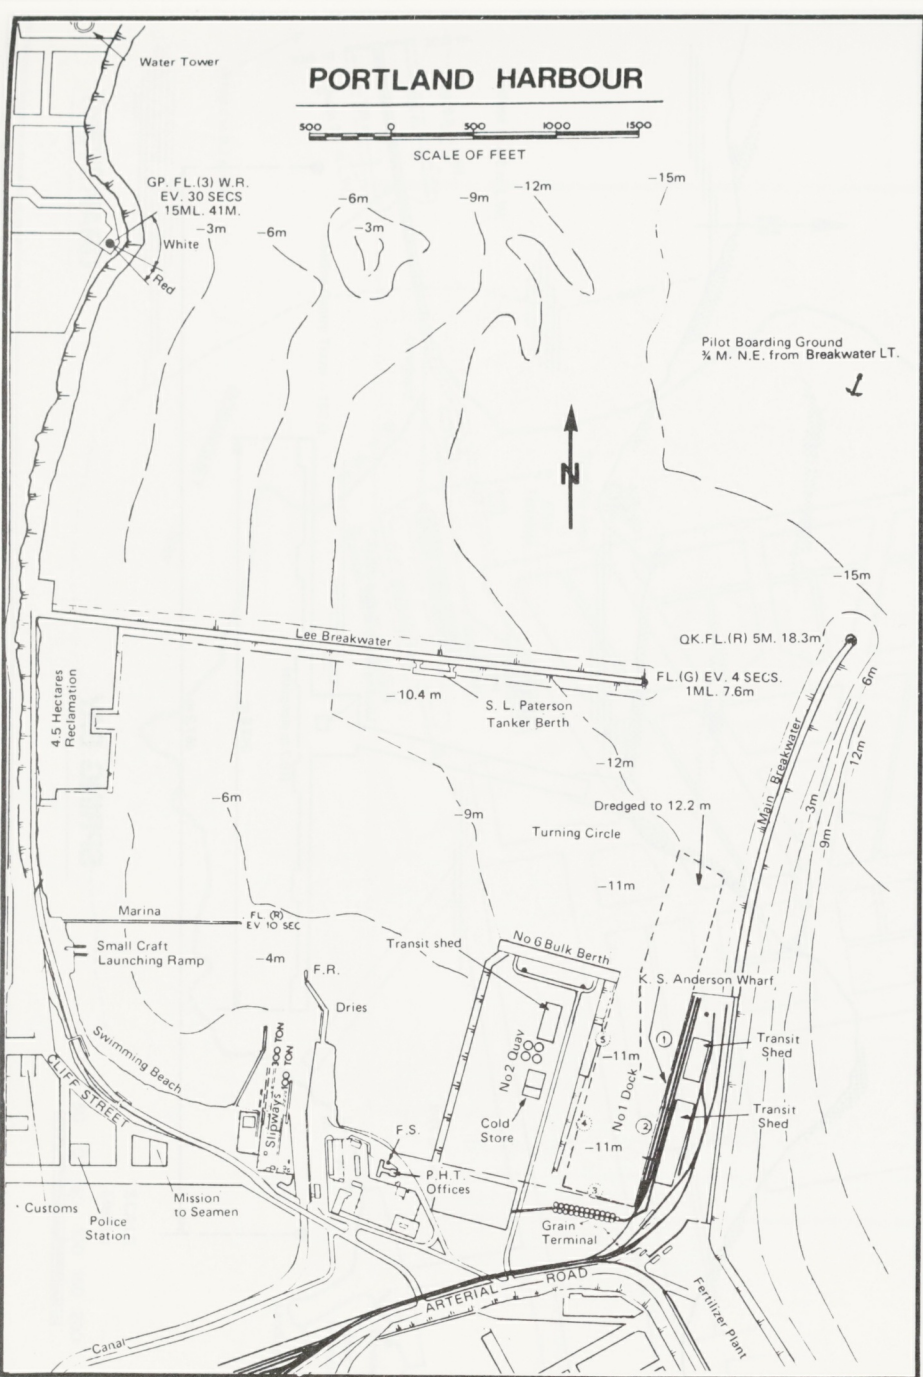 Water Tower
PORTLAND HARBOUR
500 0 500 1000 1500
SCALE OF FEET
GP. FL.(3) W.R.
EV. 30 SECS
15ML. 41M.
White
Red
−3m
−6m
−6m
−3m
−9m
−12m
−15m
Pilot Boarding Ground
¾ M. N.E. from Breakwater LT.
N
−15m
Lee Breakwater
QK.FL.(R) 5M. 18.3m
FL.(G) EV. 4 SECS.
1ML. 7.6m
6m
−10.4 m
S. L. Paterson
Tanker Berth
4.5 Hectares
Reclamation
Main Breakwater
12m
−12m
3m
9m
−6m
−9m
Dredged to 12.2 m
Turning Circle
−11m
Marina
FL. (R)
EV 10 SEC
Small Craft
Launching Ramp
−4m
Transit shed
No 6 Bulk Berth
F.R.
Dries
K. S. Anderson Wharf
Swimming Beach
CLIFF STREET
Slipways
300 TON
100 TON
No 2 Quay
5
−11m
1
Transit
Shed
No 1 Dock
Cold
Store
4
−11m
2
Transit
Shed
F.S.
P.H.T.
Offices
3
Customs
Police
Station
Mission
to Seamen
Grain
Terminal
ARTERIAL ROAD
Fertilizer Plant
Canal